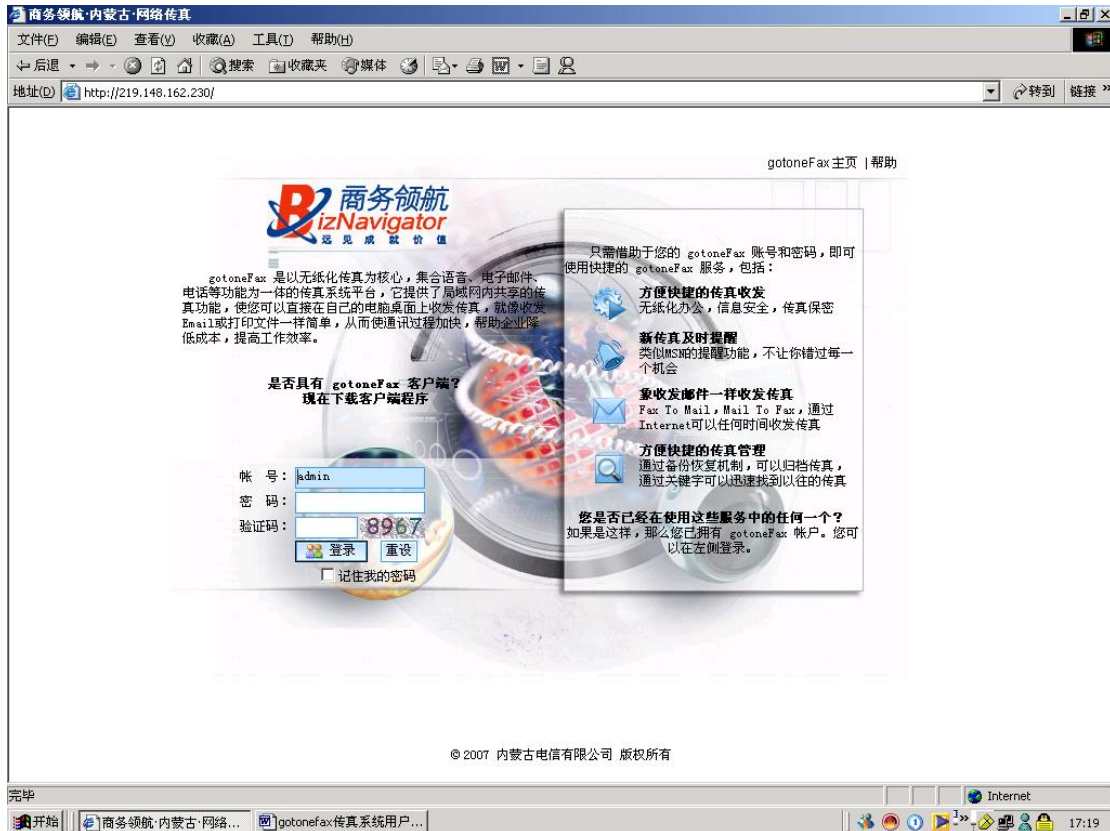 商务领航·内蒙古·网络传真
文件(F) 编辑(E) 查看(V) 收藏(A) 工具(T) 帮助(H)
后退 搜索 收藏夹 媒体
地址(D) http://219.148.162.230/ 转到 链接 »
gotoneFax 主页 | 帮助
商务领航
BizNavigator
远见成就价值
gotoneFax 是以无纸化传真为核心，集合语音、电子邮件、
电话等功能为一体的传真系统平台，它提供了局域网内共享的传
真功能，使您可以直接在自己的电脑桌面上收发传真，就像收发
Email或打印文件一样简单，从而使通讯过程加快，帮助企业降
低成本，提高工作效率。
是否具有 gotoneFax 客户端？
现在下载客户端程序
帐 号： admin
密 码：
验证码： 8967
登录 重设
记住我的密码
只需借助于您的 gotoneFax 账号和密码，即可
使用快捷的 gotoneFax 服务，包括：
方便快捷的传真收发
无纸化办公，信息安全，传真保密
新传真及时提醒
类似MSN的提醒功能，不让你错过每一
个机会
象收发邮件一样收发传真
Fax To Mail，Mail To Fax，通过
Internet可以任何时间收发传真
方便快捷的传真管理
通过备份恢复机制，可以归档传真，
通过关键字可以迅速找到以往的传真
您是否已经在使用这些服务中的任何一个？
如果是这样，那么您已拥有 gotoneFax 帐户。您可
以在左侧登录。
© 2007 内蒙古电信有限公司 版权所有
完毕 Internet
开始 商务领航·内蒙古·网络... gotonefax传真系统用户... 17:19